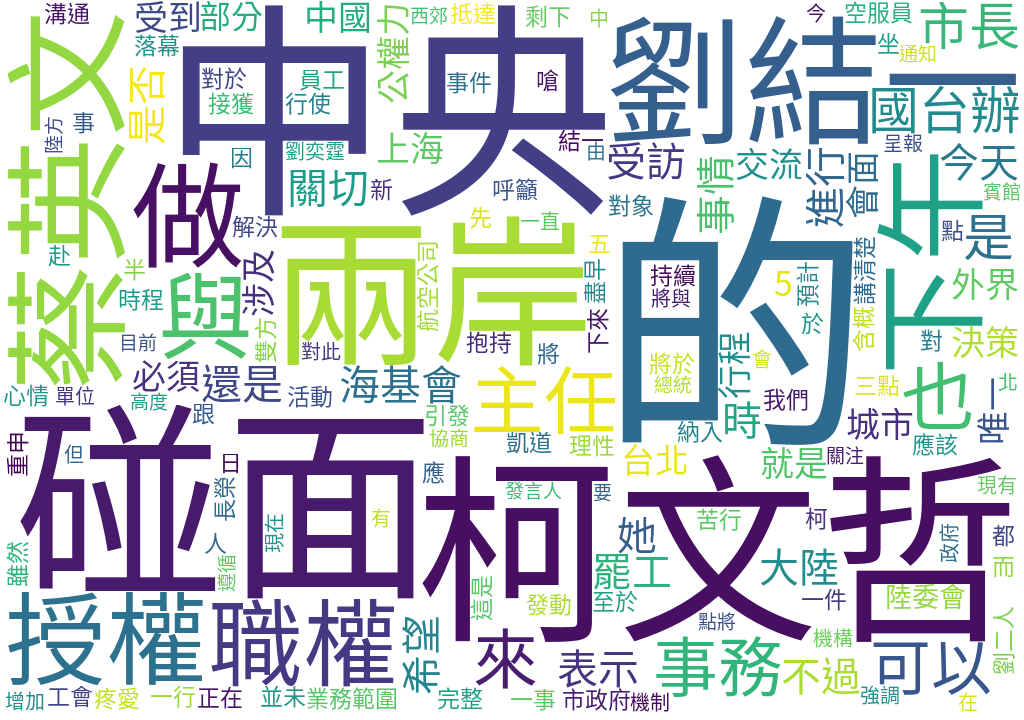 溝通
受到
部分
中國
公權力
西郊
抵達
剩下
中
今
空服員
市長
文
中央
劉結一
落幕
對於
員工
事件
嗆
坐
通知
是否
接獲
行使
國台辦
陸方
事
因
劉奕霆
上海
結
由
受訪
交流
呈報
今天
英
做
關切
新
呼籲
對象
事情
進行
會面
下午
賓館
解決
先
一直
點
是
赴
半
涉及
兩岸
航空公司
五
的
5
預計
講清楚
外界
蔡
時程
與
盡早
持續
將與
於
含概
對
決策
目前
雙方
對此
抱持
將
下來
將於
總統
會
行程
心情
單位
高度
必須
還是
活動
海基會
主任
我們
三點
也
北
唯一
跟
引發
協商
凱道
理性
納入
時
城市
應該
重申
但
碰面
日
長榮
應
柯文哲
台北
就是
關注
現有
人
現在
有
發言人
要
苦行
柯
政府
都
雖然
遵循
這是
發動
她
罷工
至於
大陸
一件
陸委會
而
授權
職權
希望
來
表示
事務
點將
機構
不過
可以
劉二人
增加
工會
疼愛
一行
正在
並未
業務範圍
完整
一事
市政府
機制
強調
在